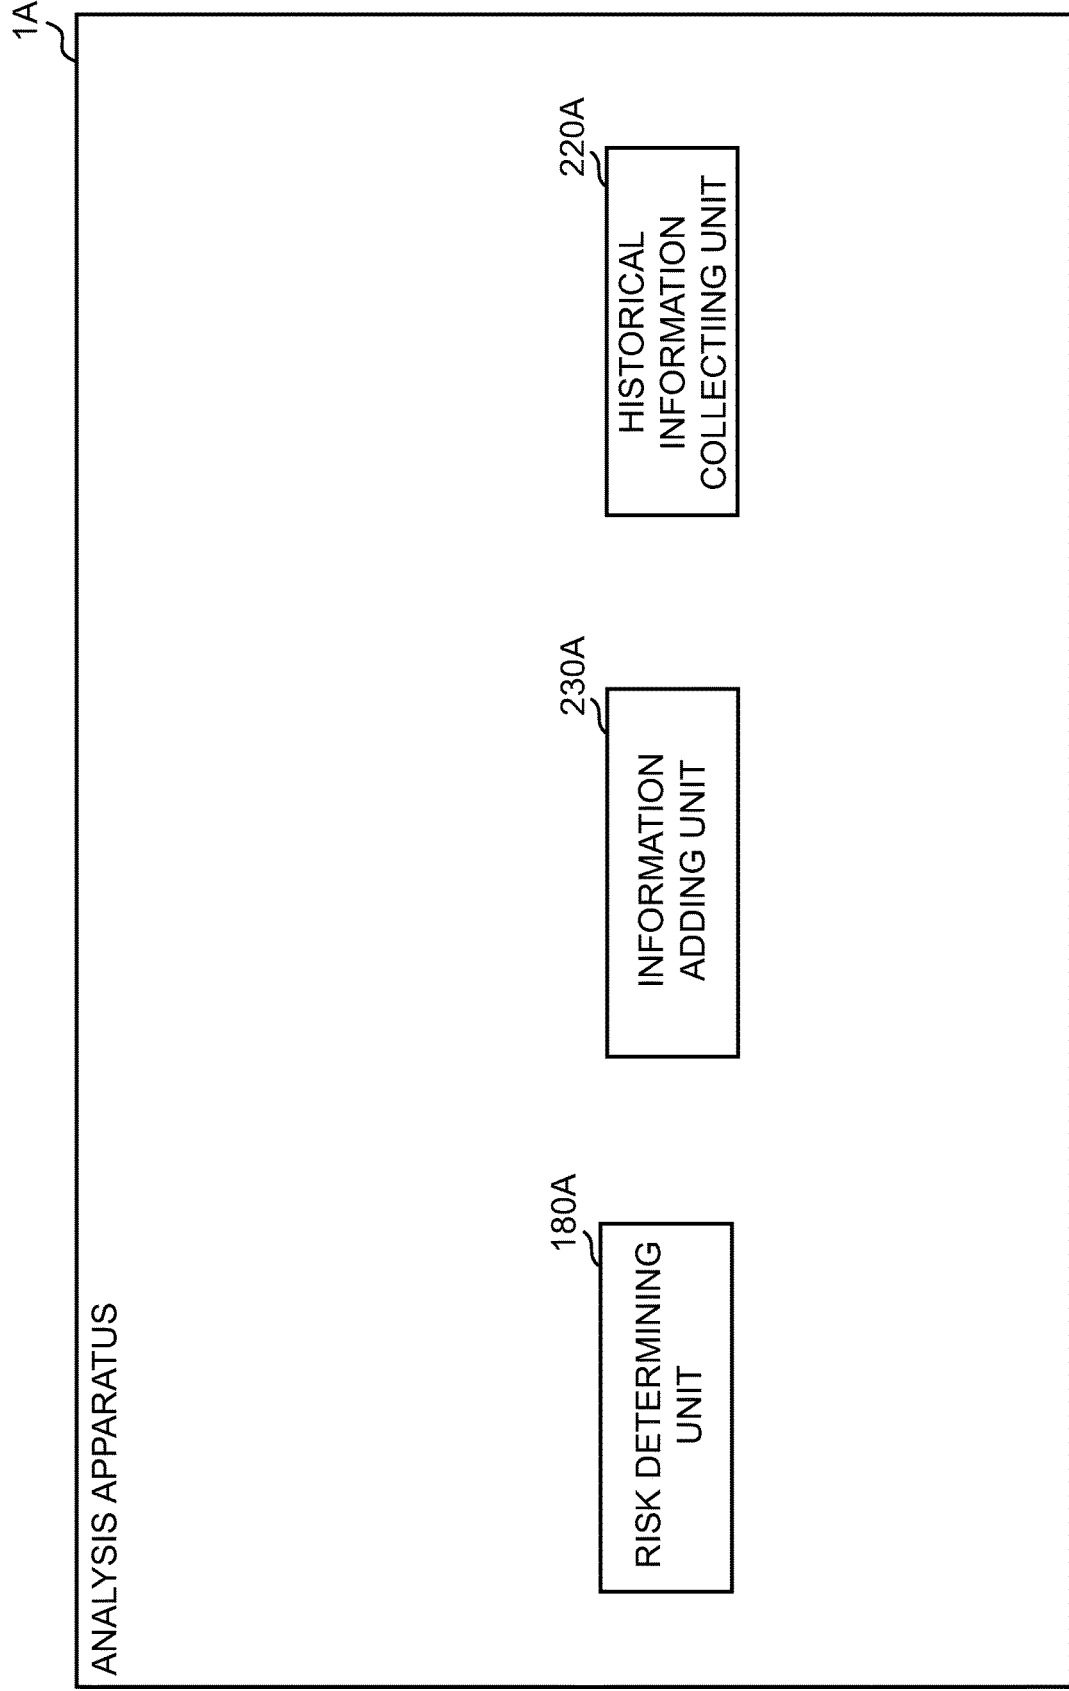 ANALYSIS APPARATUS
1A
180A
RISK DETERMINING
UNIT
230A
INFORMATION
ADDING UNIT
220A
HISTORICAL
INFORMATION
COLLECTIING UNIT